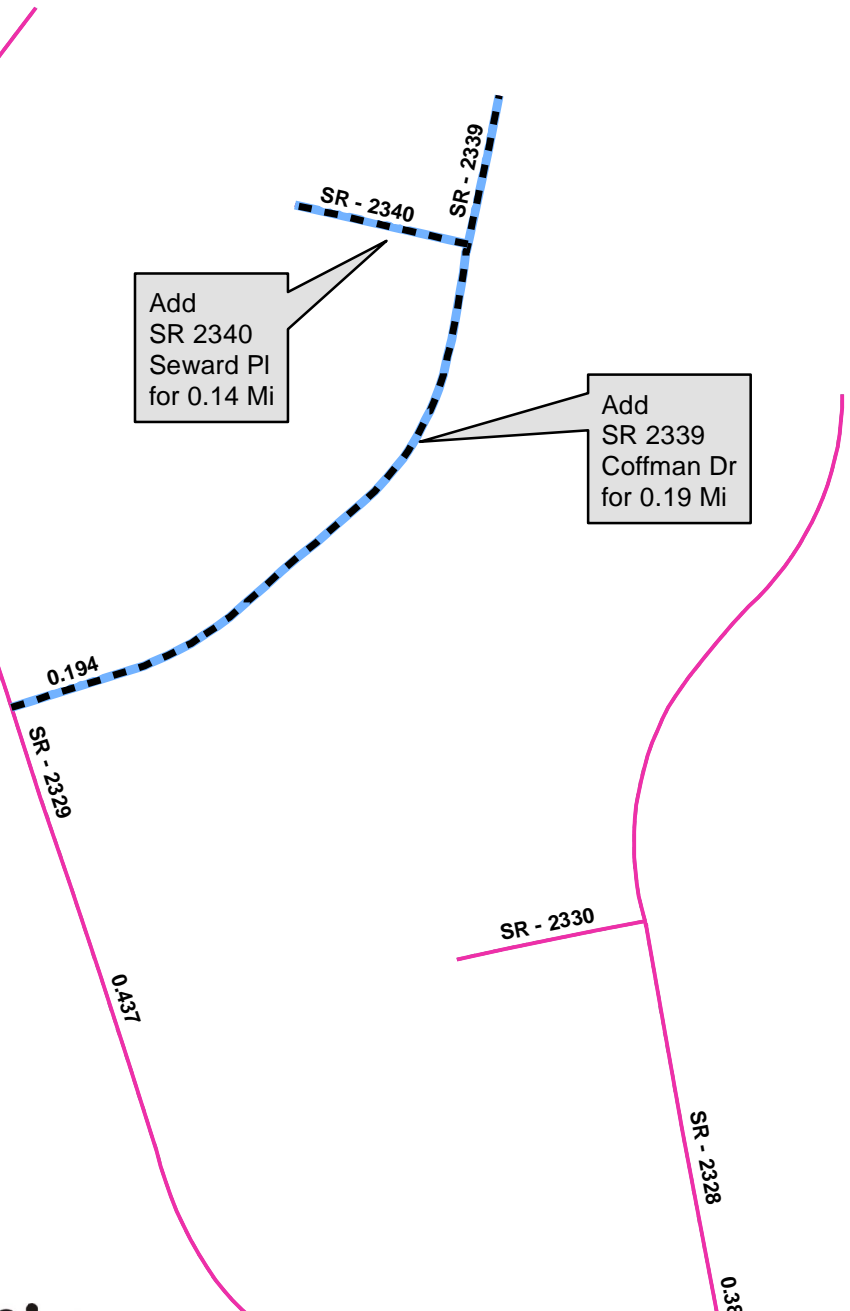 SR - 2339
SR - 2340
Add
SR 2340
Seward Pl
for 0.14 Mi
Add
SR 2339
Coffman Dr
for 0.19 Mi
0.194
SR - 2329
SR - 2330
0.437
SR - 2328